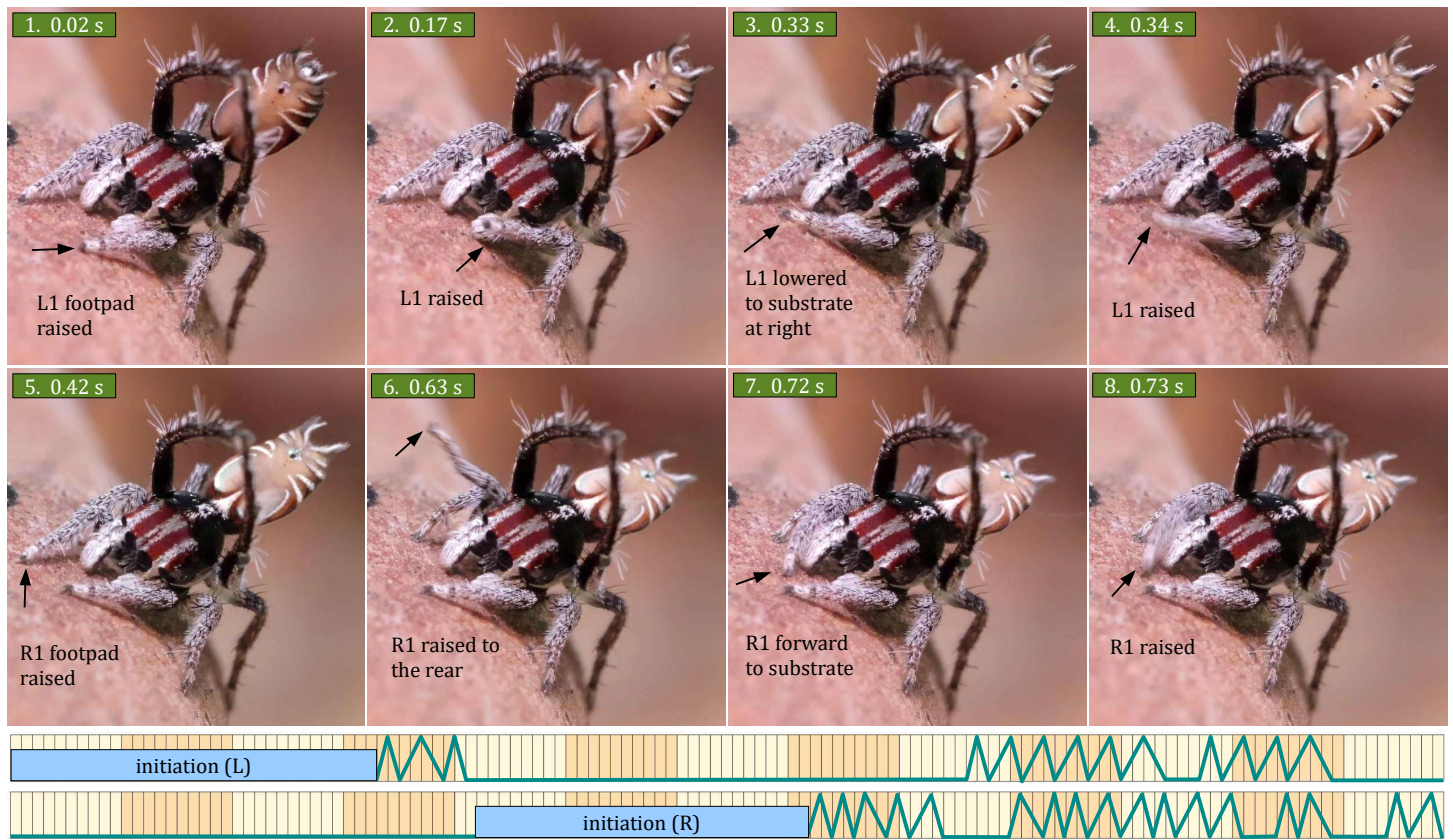 1. 0.02 s
L1 footpad
raised
2. 0.17 s
L1 raised
3. 0.33 s
L1 lowered
to substrate
at right
4. 0.34 s
L1 raised
5. 0.42 s
R1 footpad
raised
6. 0.63 s
R1 raised to
the rear
7. 0.72 s
R1 forward
to substrate
8. 0.73 s
R1 raised
initiation (L)
initiation (R)